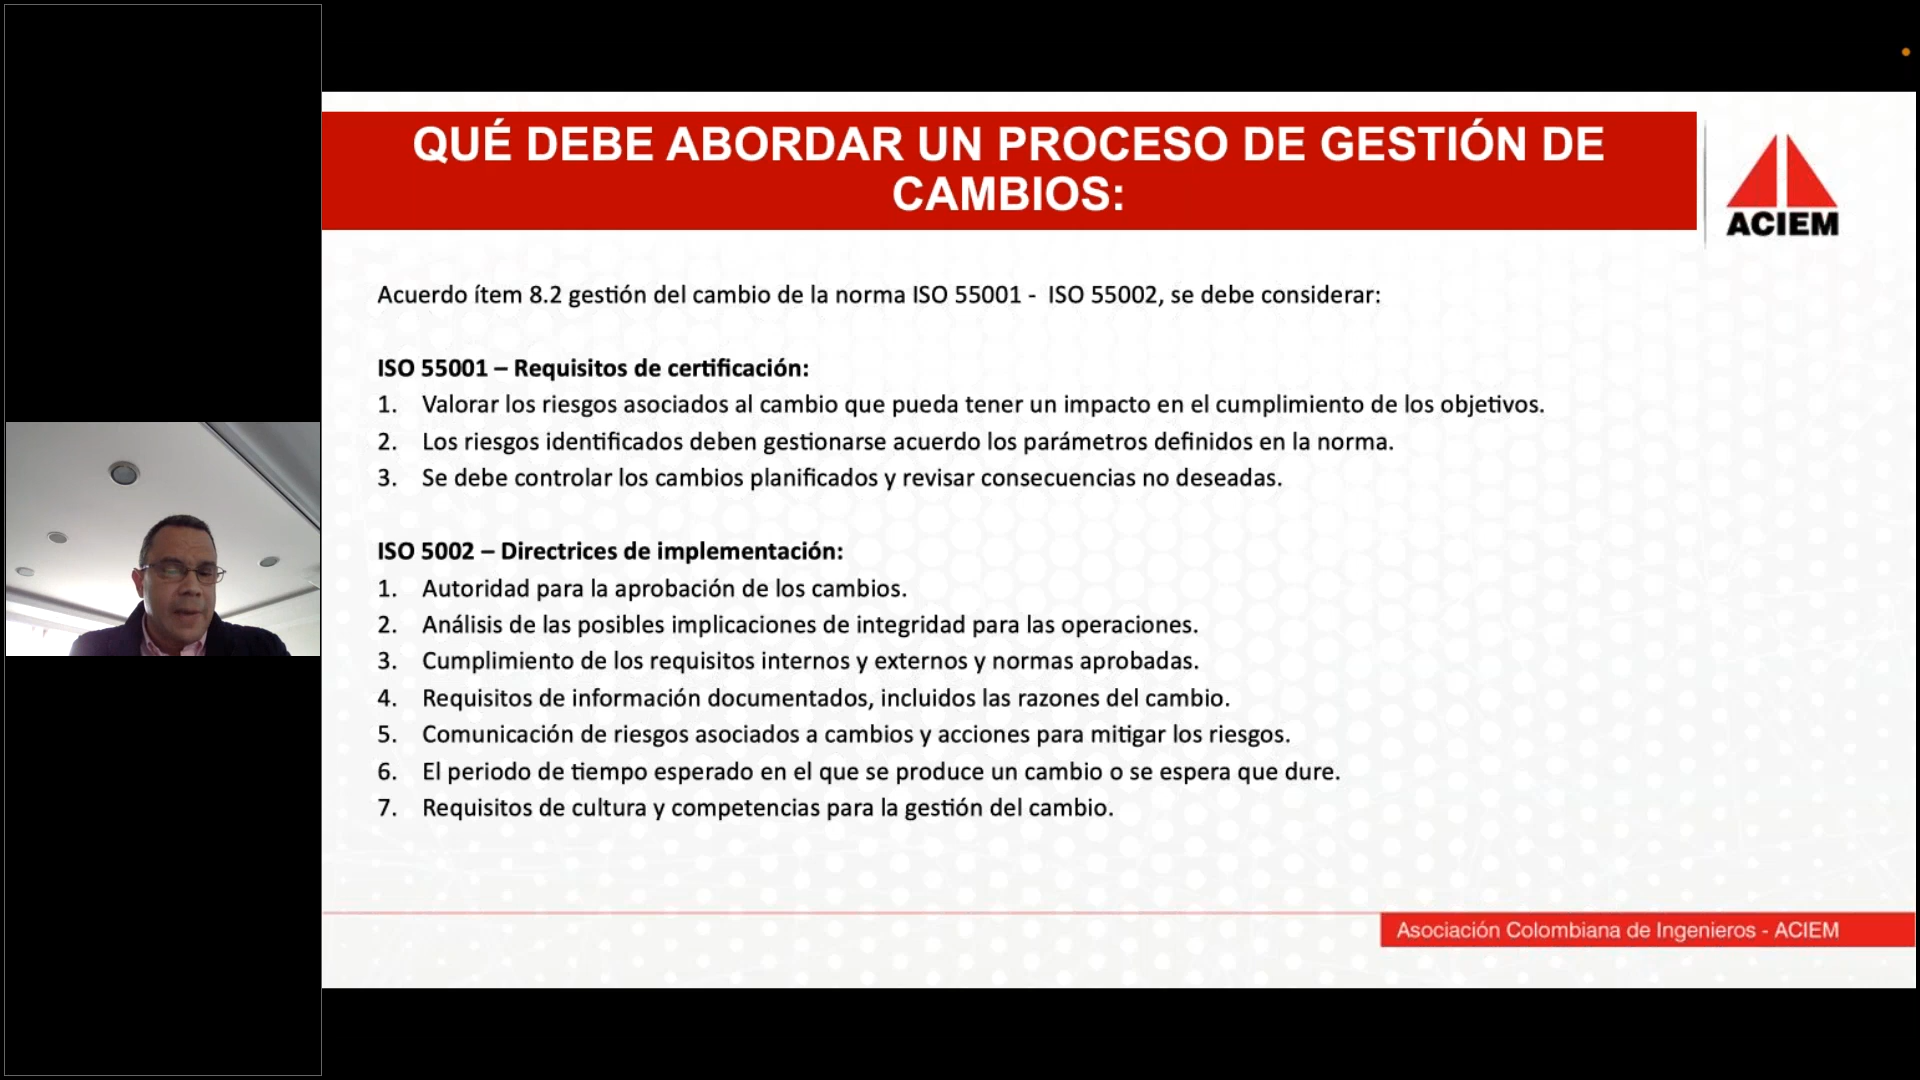 QUÉ DEBE ABORDAR UN PROCESO DE GESTIÓN DE
CAMBIOS:
ACIEM
Acuerdo ítem 8.2 gestión del cambio de la norma ISO 55001 - ISO 55002, se debe considerar:
ISO 55001 – Requisitos de certificación:
1. Valorar los riesgos asociados al cambio que pueda tener un impacto en el cumplimiento de los objetivos.
2. Los riesgos identificados deben gestionarse acuerdo los parámetros definidos en la norma.
3. Se debe controlar los cambios planificados y revisar consecuencias no deseadas.
ISO 5002 – Directrices de implementación:
1. Autoridad para la aprobación de los cambios.
2. Análisis de las posibles implicaciones de integridad para las operaciones.
3. Cumplimiento de los requisitos internos y externos y normas aprobadas.
4. Requisitos de información documentados, incluidos las razones del cambio.
5. Comunicación de riesgos asociados a cambios y acciones para mitigar los riesgos.
6. El periodo de tiempo esperado en el que se produce un cambio o se espera que dure.
7. Requisitos de cultura y competencias para la gestión del cambio.
Asociación Colombiana de Ingenieros - ACIEM